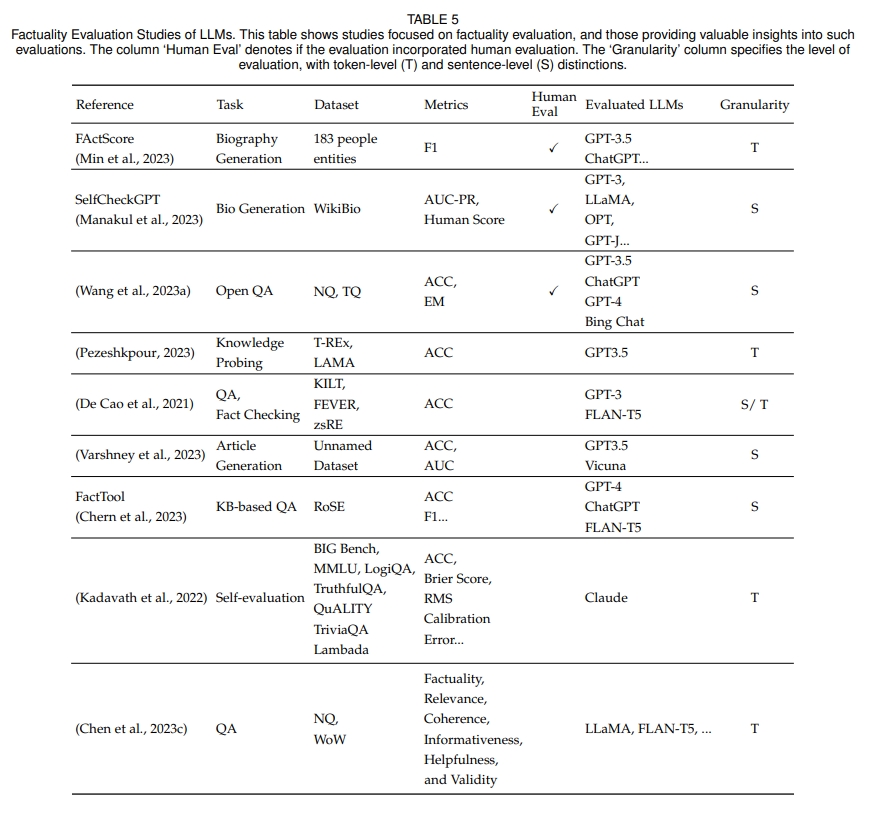 TABLE 5
Factuality Evaluation Studies of LLMs. This table shows studies focused on factuality evaluation, and those providing valuable insights into such
evaluations. The column ‘Human Eval’ denotes if the evaluation incorporated human evaluation. The ‘Granularity’ column specifies the level of
evaluation, with token-level (T) and sentence-level (S) distinctions.
Reference Task Dataset Metrics Human Eval Evaluated LLMs Granularity
FActScore
(Min et al., 2023)
Biography
Generation
183 people
entities
F1
✓
GPT-3.5
ChatGPT...
T
SelfCheckGPT
(Manakul et al., 2023)
Bio Generation
WikiBio
AUC-PR,
Human Score
✓
GPT-3,
LLaMA,
OPT,
GPT-J...
S
(Wang et al., 2023a)
Open QA
NQ, TQ
ACC,
EM
✓
GPT-3.5
ChatGPT
GPT-4
Bing Chat
S
(Pezeshkpour, 2023)
Knowledge
Probing
T-REx,
LAMA
ACC
GPT3.5
T
(De Cao et al., 2021)
QA,
Fact Checking
KILT,
FEVER,
zsRE
ACC
GPT-3
FLAN-T5
S/ T
(Varshney et al., 2023)
Article
Generation
Unnamed
Dataset
ACC,
AUC
GPT3.5
Vicuna
S
FactTool
(Chern et al., 2023)
KB-based QA
RoSE
ACC
F1...
GPT-4
ChatGPT
FLAN-T5
S
(Kadavath et al., 2022)
Self-evaluation
BIG Bench,
MMLU, LogiQA,
TruthfulQA,
QuALITY
TriviaQA
Lambada
ACC,
Brier Score,
RMS
Calibration
Error...
Claude
T
(Chen et al., 2023c)
QA
NQ,
WoW
Factuality,
Relevance,
Coherence,
Informativeness,
Helpfulness,
and Validity
LLaMA, FLAN-T5, ...
T